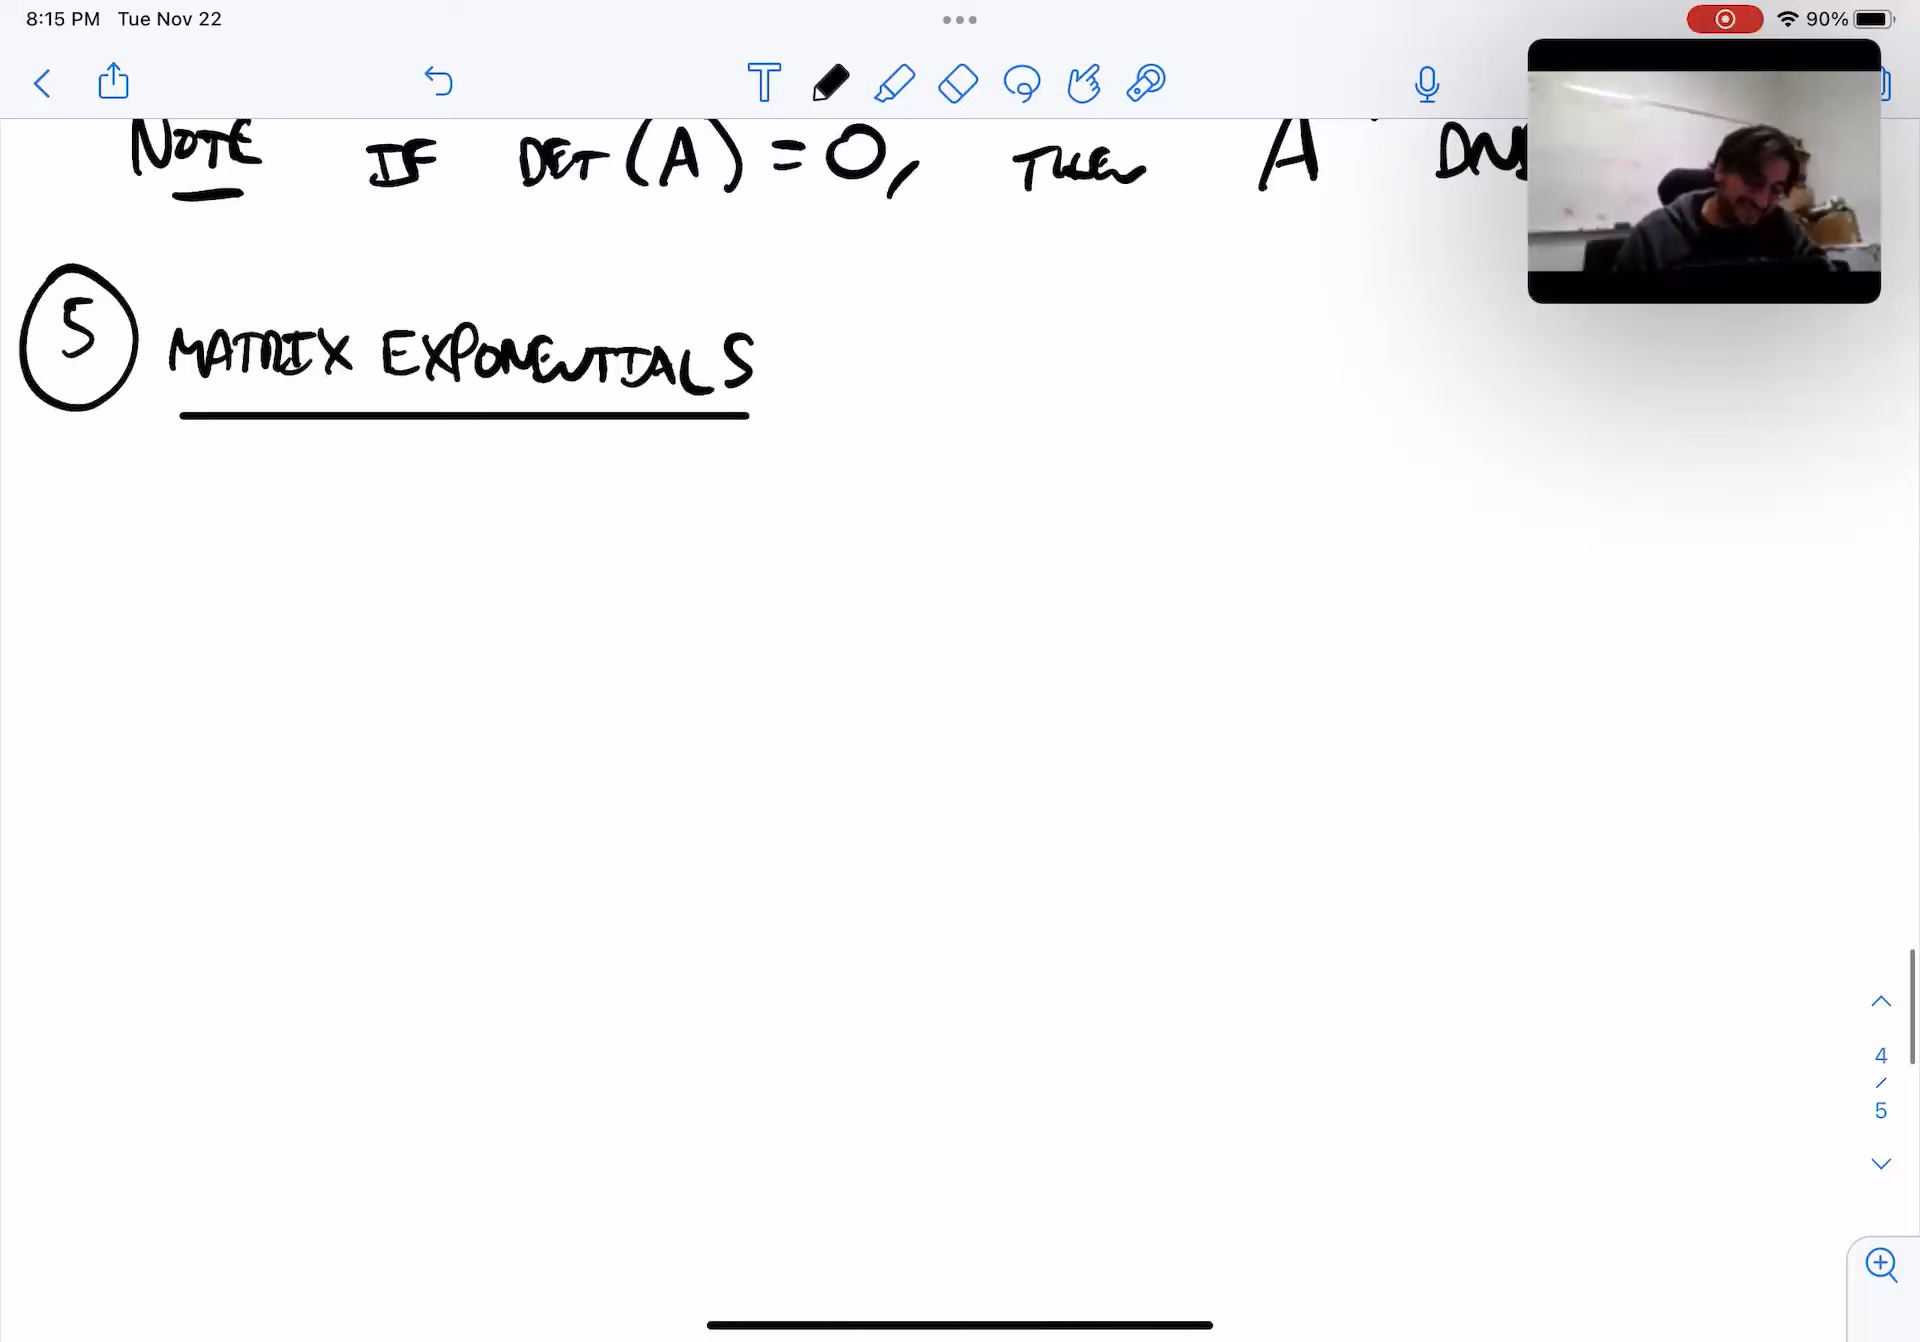 8:15 PM Tue Nov 22
90%
NOTE IF DET(A) = 0, THEN A
5 MATRIX EXPONENTIALS
4
/
5